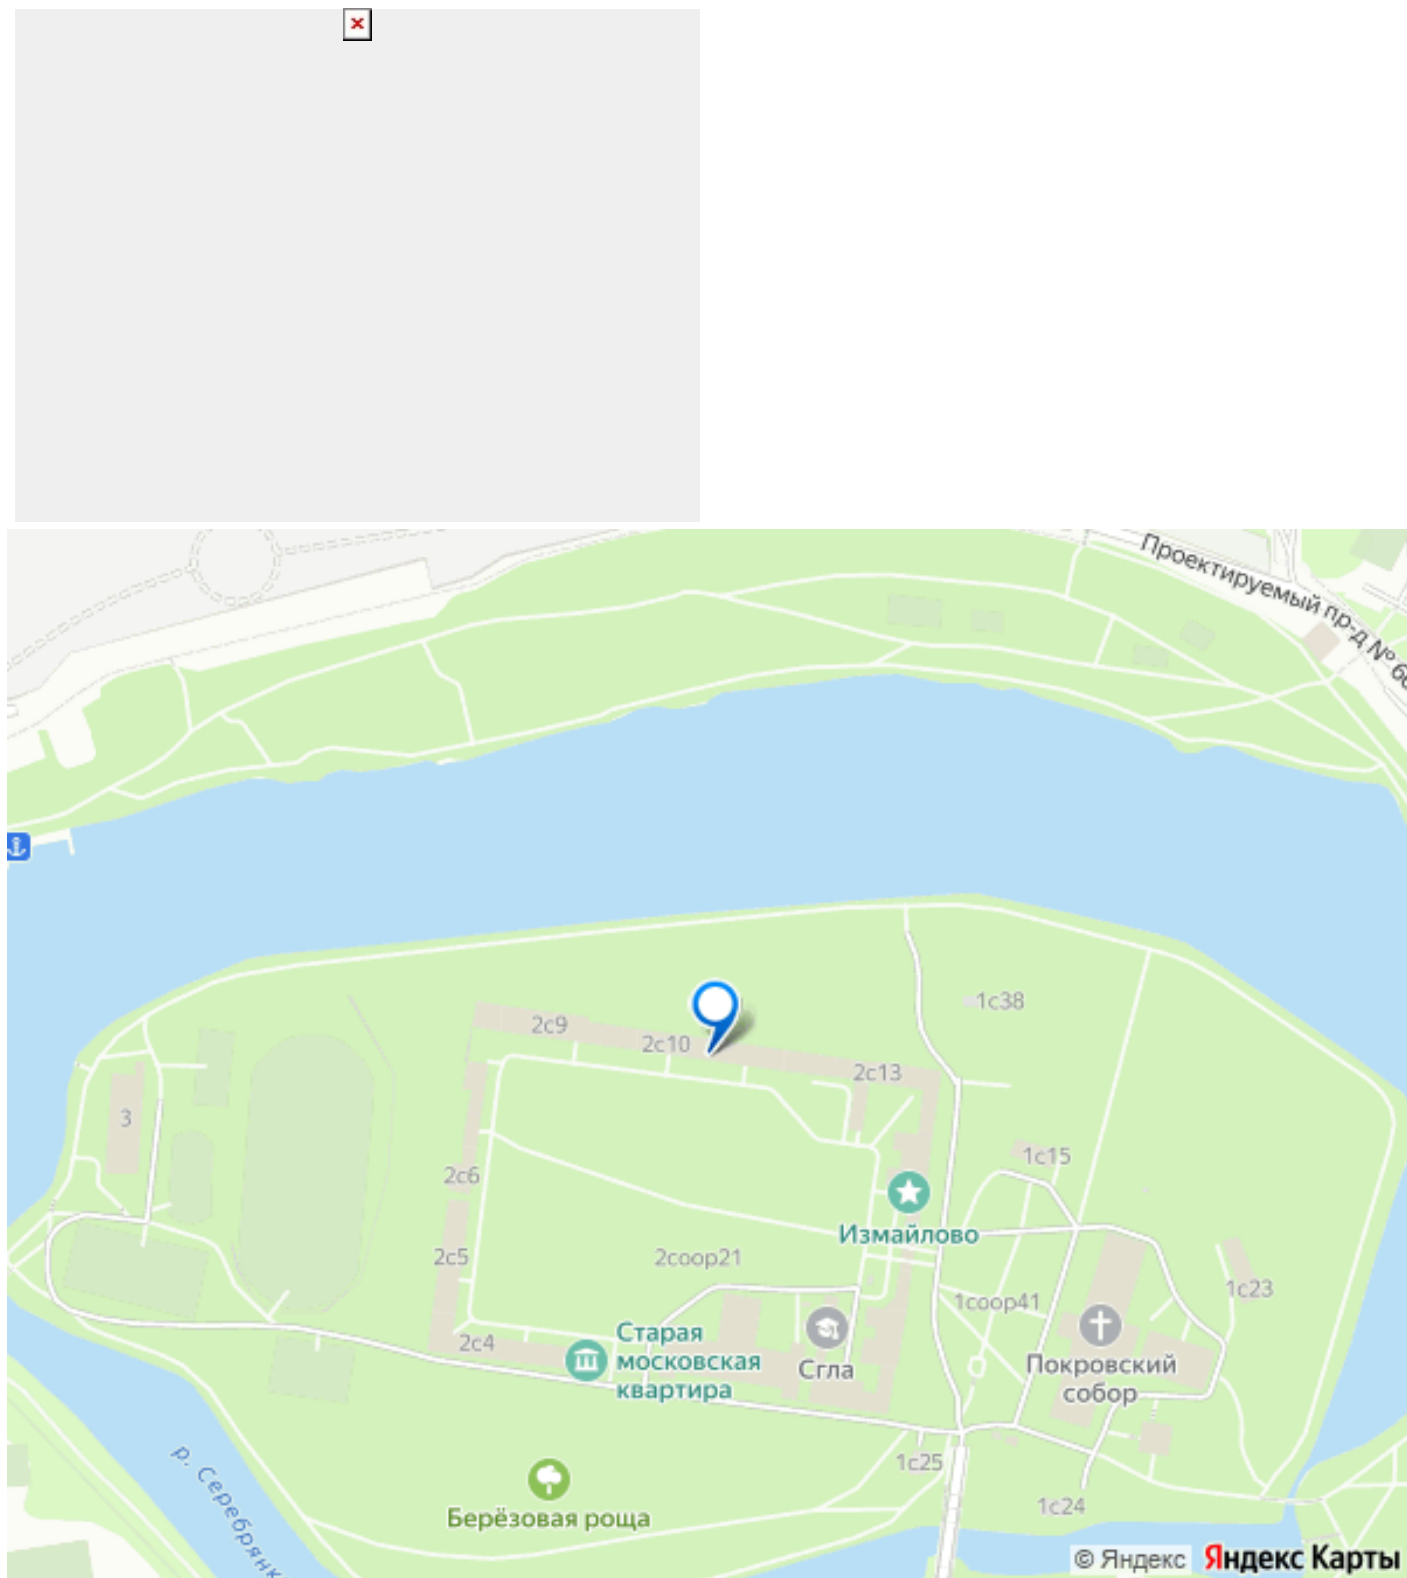 Проектируемый пр-д № 60
1с38
2с9
2с10
2с13
3
1с15
2с6
Измайлово
2с5
2соор21
1с23
1соор41
Старая
московская
квартира
2с4
Сгла
Покровский
собор
р. Серебрянк
1с25
Берёзовая роща
1с24
© Яндекс Яндекс Карты